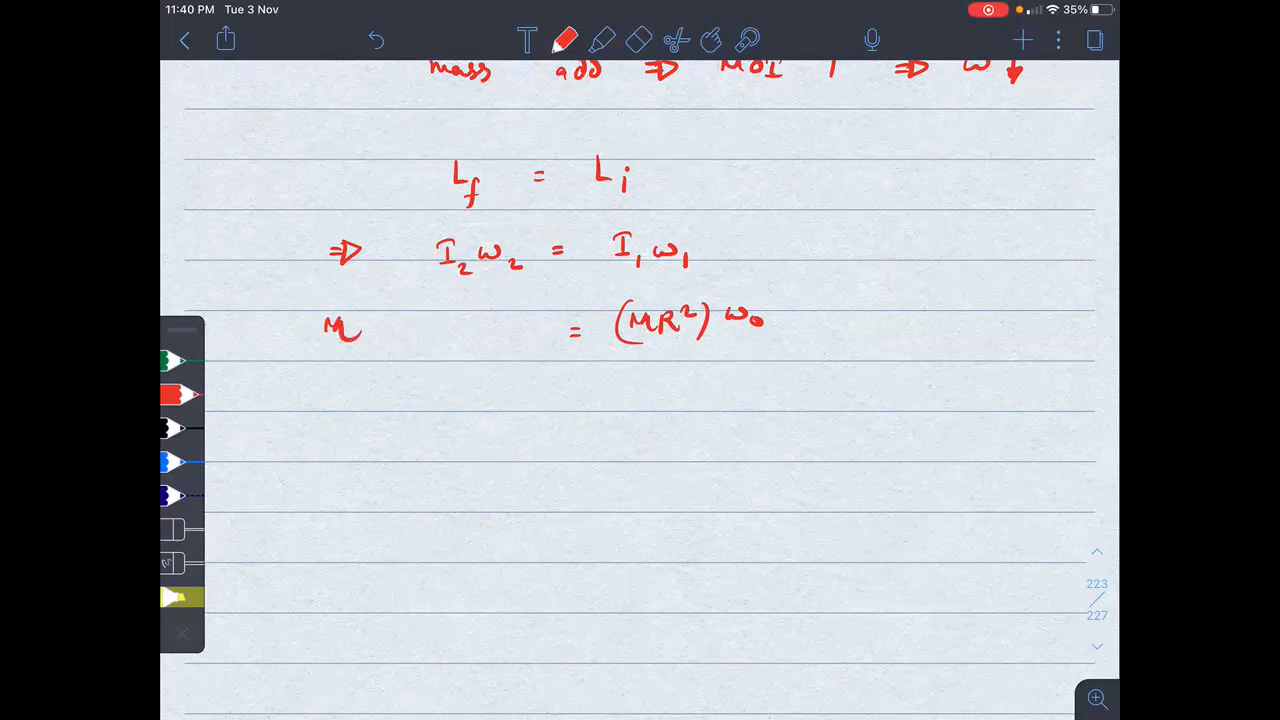 11:40 PM Tue 3 Nov 35%
T
mass add ⇒ MOI ↑ ⇒ ω ↓
L_f = L_i
⇒ I₂ω₂ = I₁ω₁
M = (MR²) ω₀
223
227